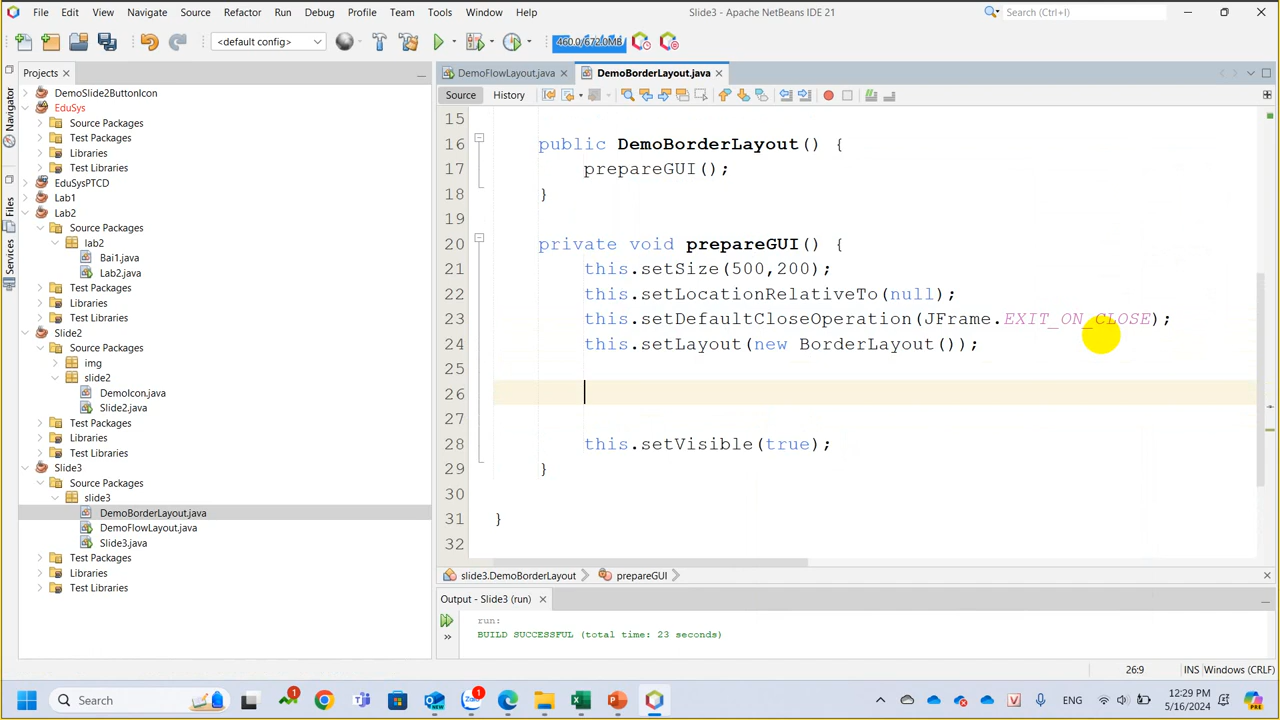 File Edit View Navigate Source Refactor Run Debug Profile Team Tools Window Help
Slide3 - Apache NetBeans IDE 21
Search (Ctrl+I)
<default config>
460.0/672.0MB
Projects
DemoFlowLayout.java
DemoBorderLayout.java
Navigator
Files
Services
Source History
DemoSlide2ButtonIcon
EduSys
Source Packages
Test Packages
Libraries
Test Libraries
EduSysPTCD
Lab1
Lab2
Source Packages
lab2
Bai1.java
Lab2.java
Test Packages
Libraries
Test Libraries
Slide2
Source Packages
img
slide2
DemoIcon.java
Slide2.java
Test Packages
Libraries
Test Libraries
Slide3
Source Packages
slide3
DemoBorderLayout.java
DemoFlowLayout.java
Slide3.java
Test Packages
Libraries
Test Libraries
15
16 public DemoBorderLayout() {
17 prepareGUI();
18 }
19
20 private void prepareGUI() {
21 this.setSize(500,200);
22 this.setLocationRelativeTo(null);
23 this.setDefaultCloseOperation(JFrame.EXIT_ON_CLOSE);
24 this.setLayout(new BorderLayout());
25
26
27
28 this.setVisible(true);
29 }
30
31 }
32
slide3.DemoBorderLayout prepareGUI
Output - Slide3 (run)
run:
BUILD SUCCESSFUL (total time: 23 seconds)
26:9 INS Windows (CRLF)
Search
1
1
ENG
2:29 PM
5/16/2024